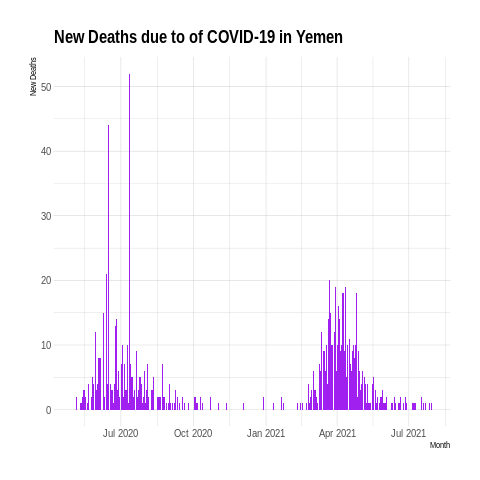 New Deaths due to of COVID-19 in Yemen
New Deaths
50
40
30
20
10
0
Jul 2020 Oct 2020 Jan 2021 Apr 2021 Jul 2021
Month